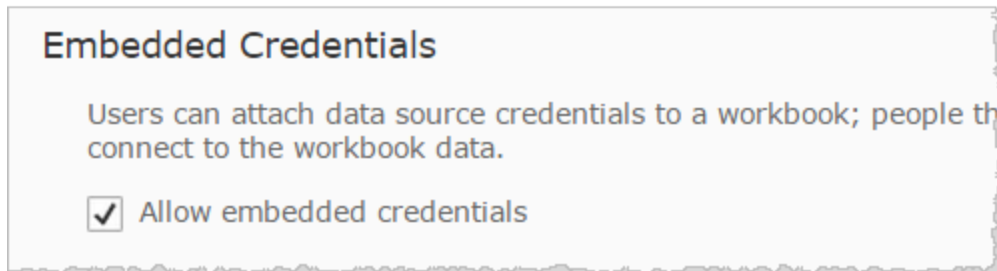 Embedded Credentials
Users can attach data source credentials to a workbook; people
connect to the workbook data.
Allow embedded credentials